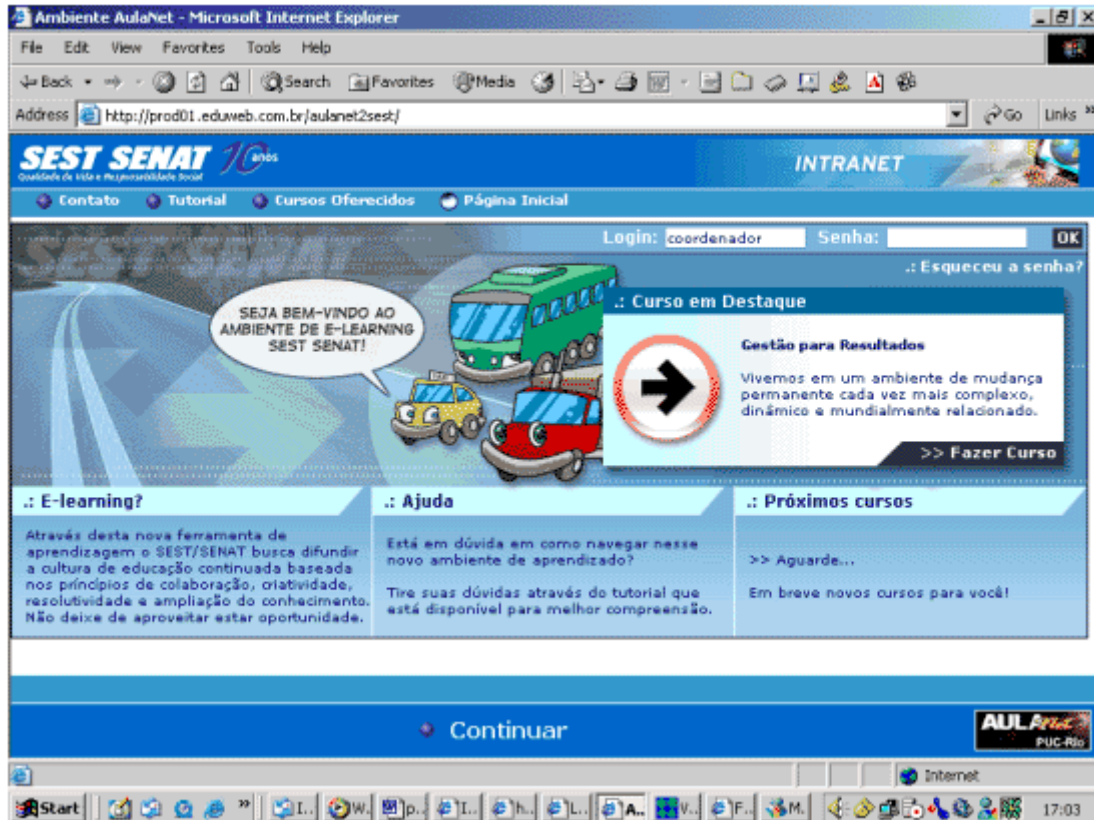 Ambiente AulaNet - Microsoft Internet Explorer
File Edit View Favorites Tools Help
Back Search Favorites Media
Address http://prod01.eduweb.com.br/aulanet2sest/ Go Links »
SEST SENAT 10 anos
Qualidade de Vida e Responsabilidade Social
INTRANET
Contato Tutorial Cursos Oferecidos Página Inicial
Login: coordenador Senha: OK
.: Esqueceu a senha?
SEJA BEM-VINDO AO
AMBIENTE DE E-LEARNING
SEST SENAT!
TAXI
.: Curso em Destaque
Gestão para Resultados
Vivemos em um ambiente de mudança
permanente cada vez mais complexo,
dinâmico e mundialmente relacionado.
>> Fazer Curso
.: E-learning?
Através desta nova ferramenta de
aprendizagem o SEST/SENAT busca difundir
a cultura de educação continuada baseada
nos princípios de colaboração, criatividade,
resolutividade e ampliação do conhecimento.
Não deixe de aproveitar estar oportunidade.
.: Ajuda
Está em dúvida em como navegar nesse
novo ambiente de aprendizado?
Tire suas dúvidas através do tutorial que
está disponível para melhor compreensão.
.: Próximos cursos
>> Aguarde...
Em breve novos cursos para você!
Continuar
AULANet
PUC-Rio
Internet
Start » I.. W. p.. I.. h.. L.. A.. V.. F.. M. 17:03